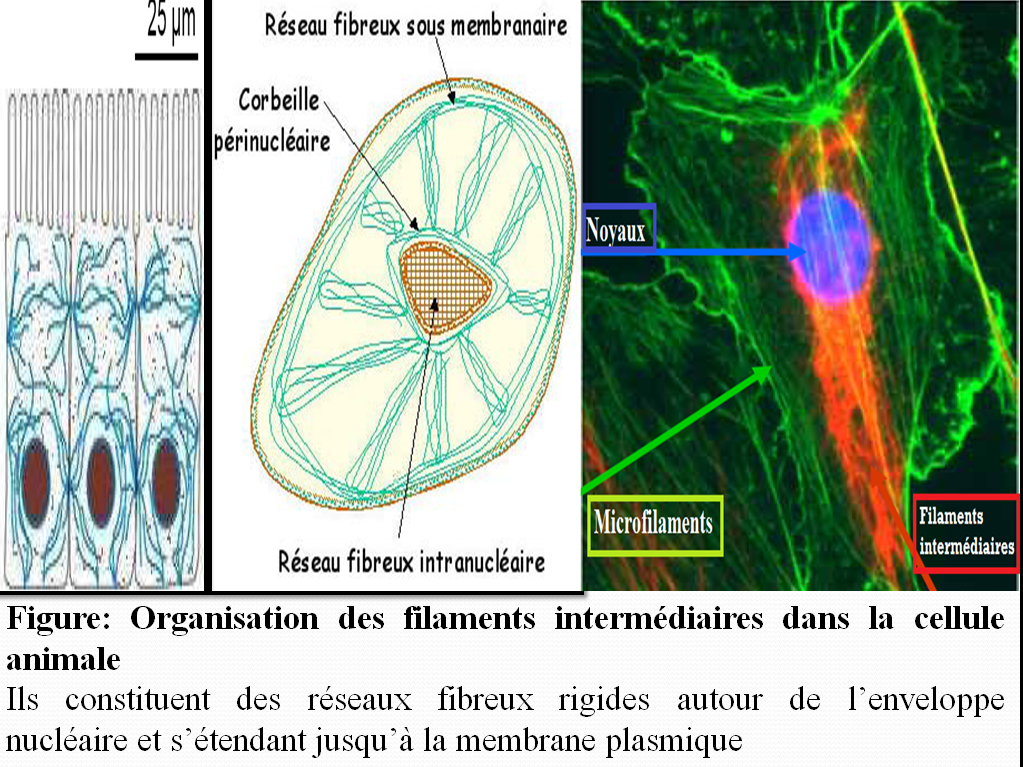 25 µm
Réseau fibreux sous membranaire
Corbeille
périnucléaire
Réseau fibreux intranucléaire
Noyaux
Microfilaments
Filaments
intermédiaires
Figure: Organisation des filaments intermédiaires dans la cellule
animale
Ils constituent des réseaux fibreux rigides autour de l’enveloppe
nucléaire et s’étendant jusqu’à la membrane plasmique